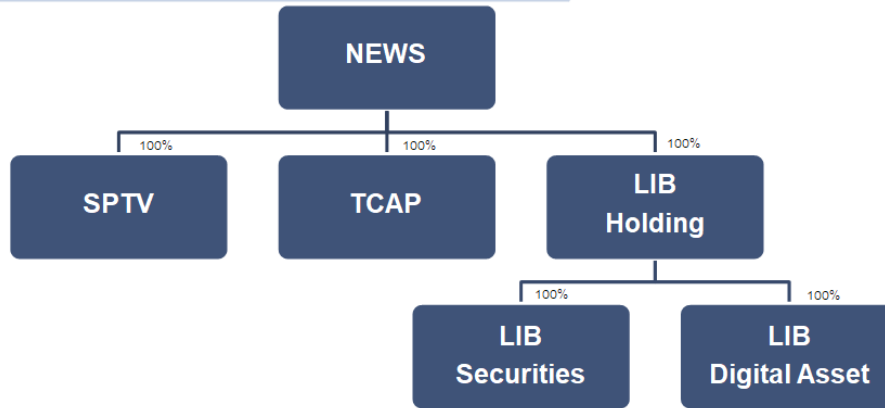 NEWS
100%
100%
100%
SPTV
TCAP
LIB
Holding
100%
100%
LIB
Securities
LIB
Digital Asset